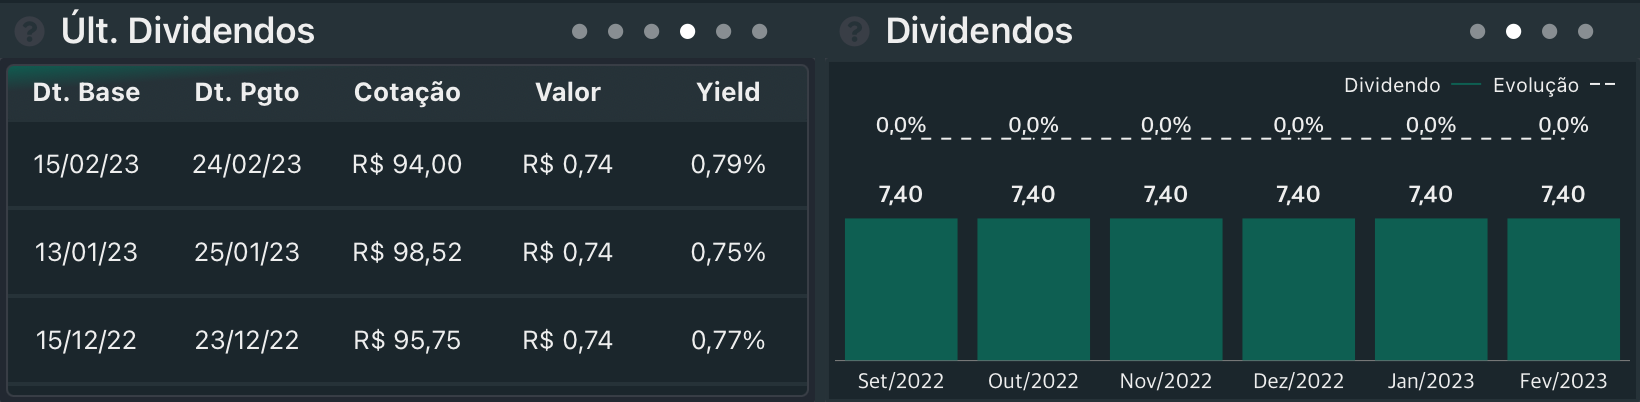 Últ. Dividendos
Dt. Base Dt. Pgto Cotação Valor Yield
15/02/23 24/02/23 R$ 94,00 R$ 0,74 0,79%
13/01/23 25/01/23 R$ 98,52 R$ 0,74 0,75%
15/12/22 23/12/22 R$ 95,75 R$ 0,74 0,77%
Dividendos
Dividendo Evolução
0,0% 0,0% 0,0% 0,0% 0,0% 0,0%
7,40 7,40 7,40 7,40 7,40 7,40
Set/2022 Out/2022 Nov/2022 Dez/2022 Jan/2023 Fev/2023